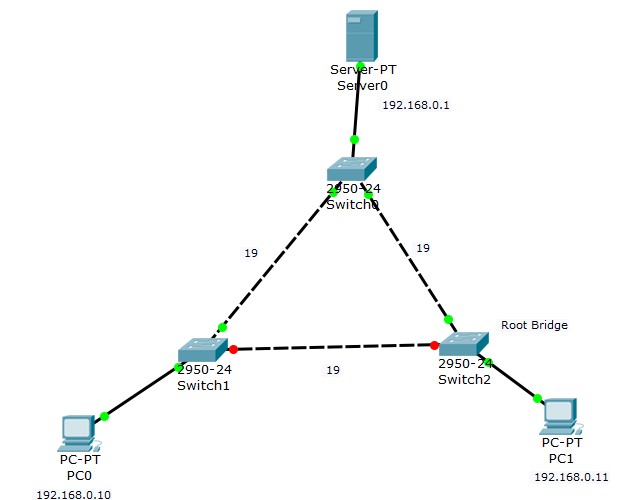 Server-PT
Server0
192.168.0.1
2950-24
Switch0
19
19
Root Bridge
2950-24
Switch1
19
2950-24
Switch2
PC-PT
PC0
192.168.0.10
PC-PT
PC1
192.168.0.11